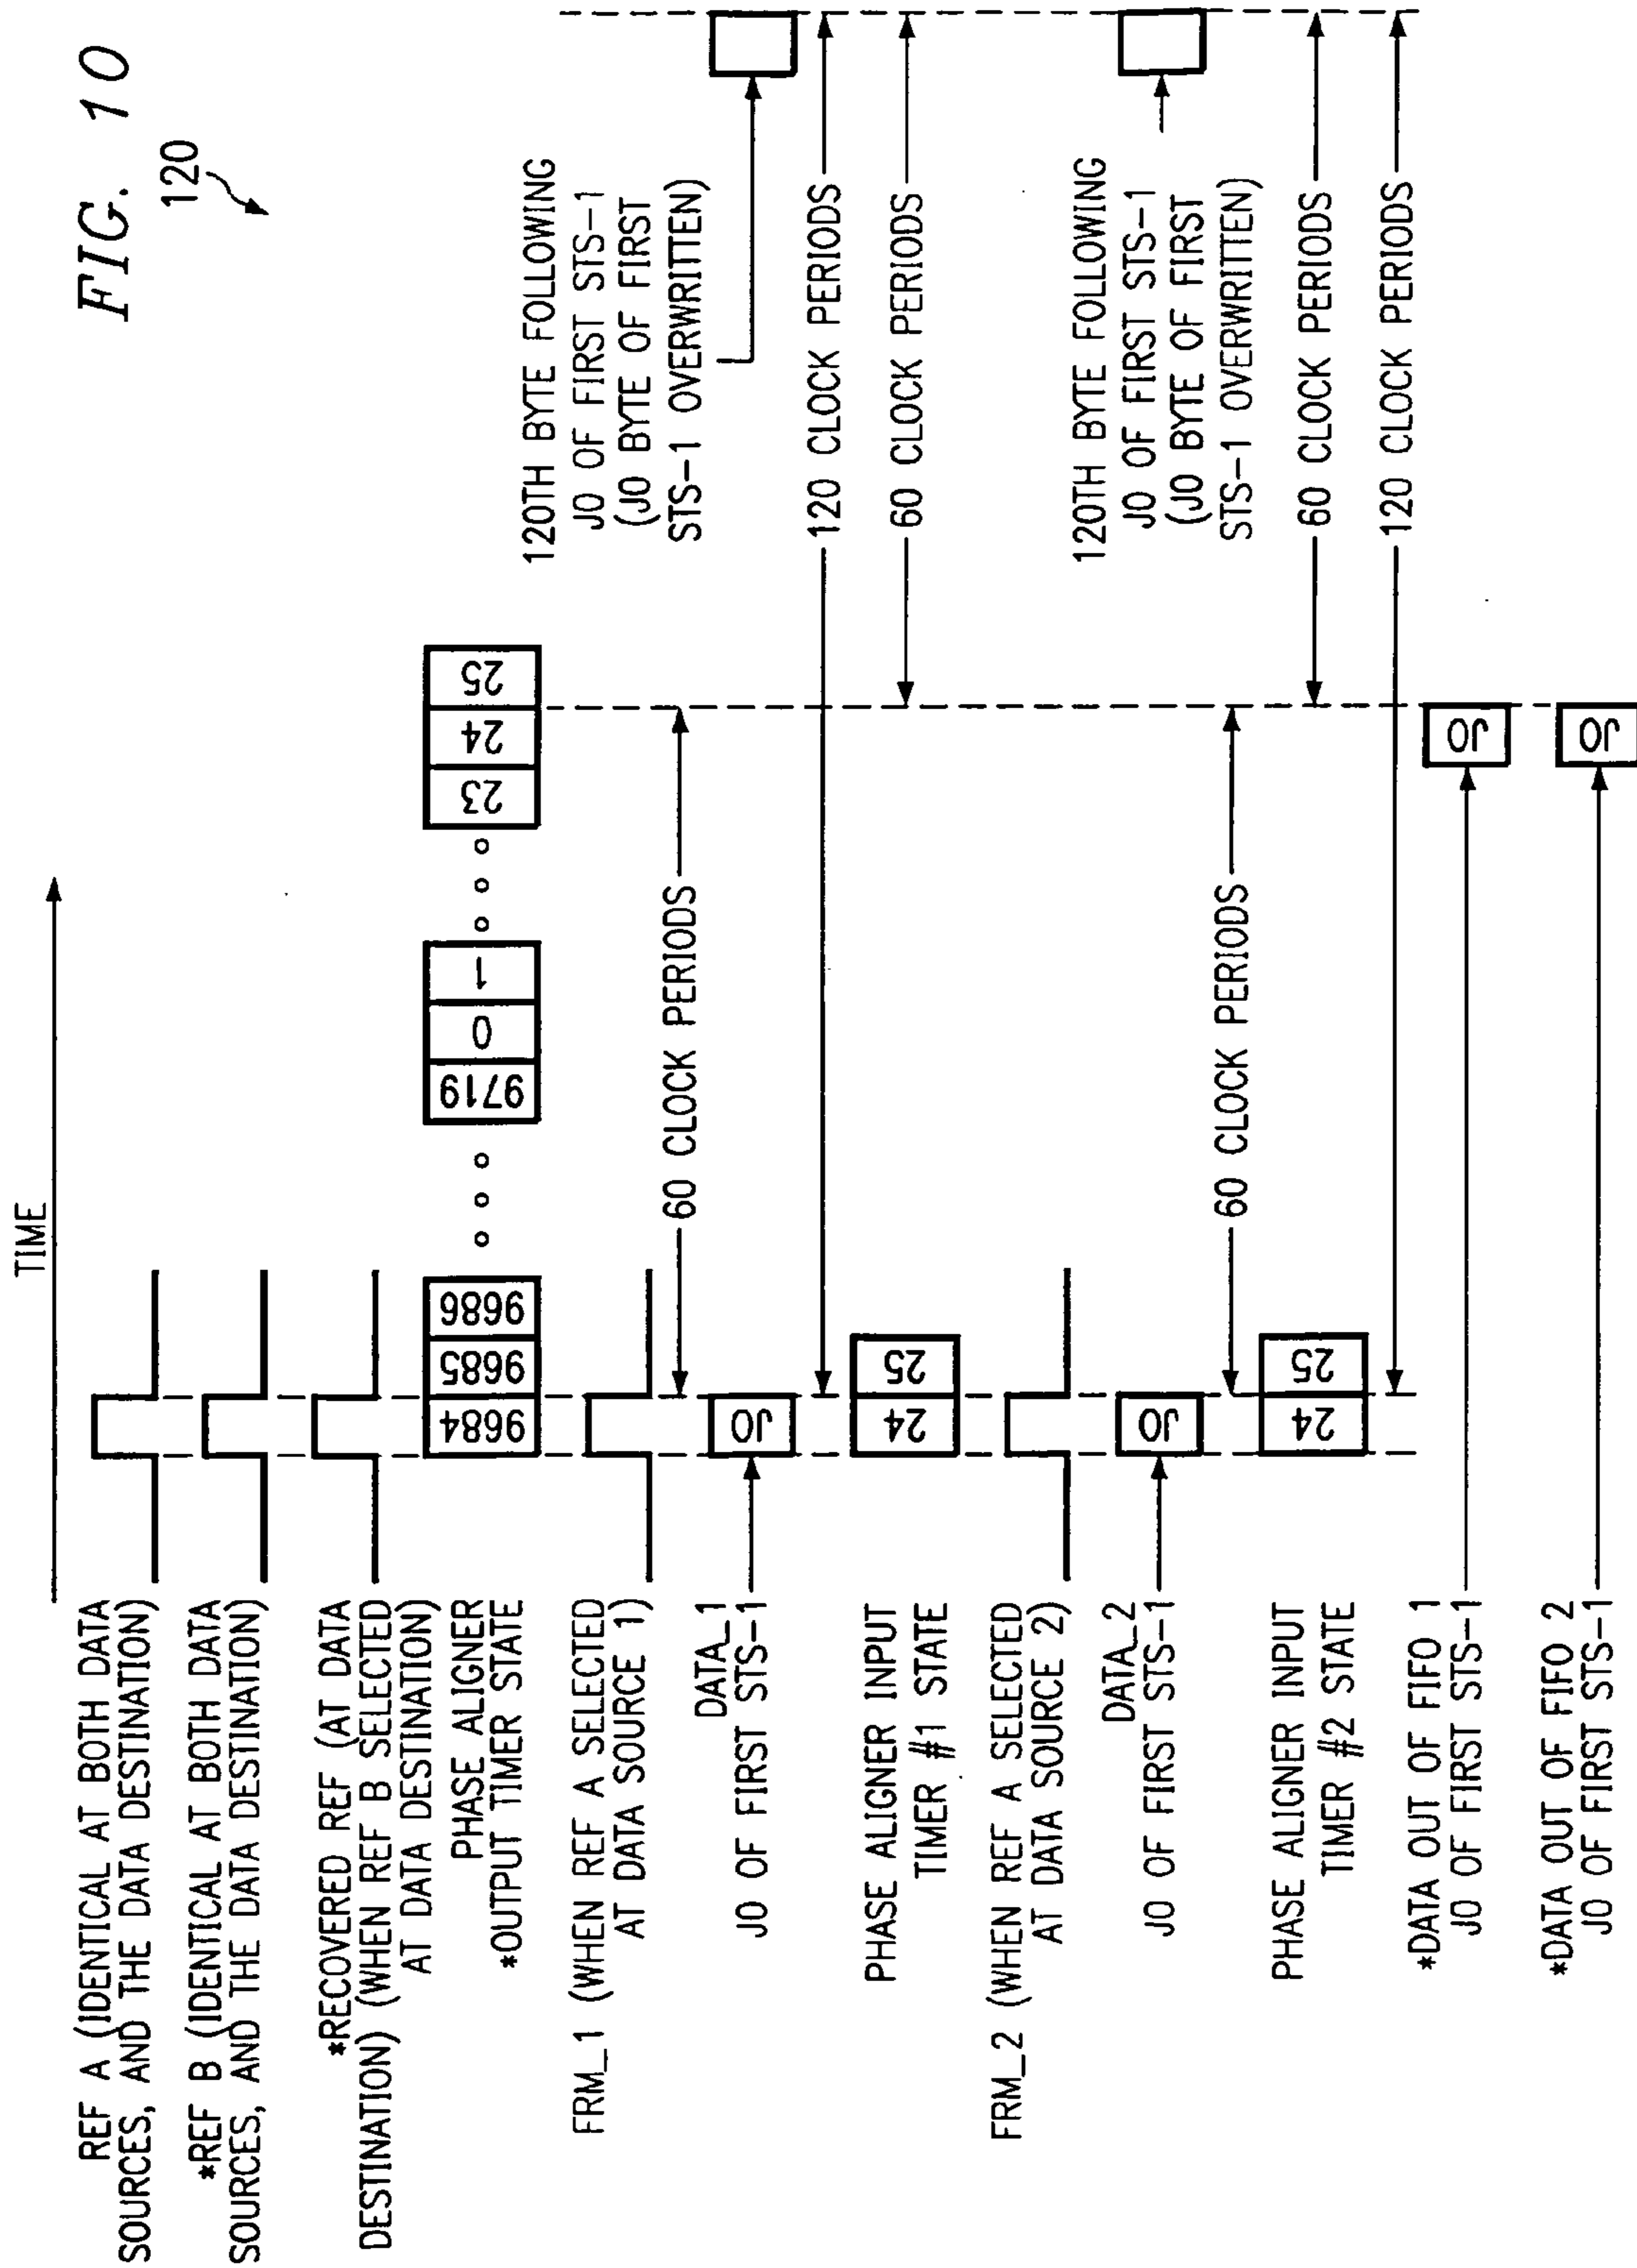 FIG. 10
120
TIME
REF A (IDENTICAL AT BOTH DATA
SOURCES, AND THE DATA DESTINATION)
*REF B (IDENTICAL AT BOTH DATA
SOURCES, AND THE DATA DESTINATION)
*RECOVERED REF (AT DATA
DESTINATION) (WHEN REF B SELECTED
AT DATA DESTINATION)
PHASE ALIGNER
*OUTPUT TIMER STATE
9684 9685 9686 9719 0 1 23 24 25
FRM_1 (WHEN REF A SELECTED
AT DATA SOURCE 1)
60 CLOCK PERIODS
120TH BYTE FOLLOWING
J0 OF FIRST STS-1
(J0 BYTE OF FIRST
STS-1 OVERWRITTEN)
DATA_1
J0 OF FIRST STS-1
J0
120 CLOCK PERIODS
60 CLOCK PERIODS
PHASE ALIGNER INPUT
TIMER #1 STATE
24 25
FRM_2 (WHEN REF A SELECTED
AT DATA SOURCE 2)
DATA_2
J0 OF FIRST STS-1
J0
120TH BYTE FOLLOWING
J0 OF FIRST STS-1
(J0 BYTE OF FIRST
STS-1 OVERWRITTEN)
60 CLOCK PERIODS
60 CLOCK PERIODS
PHASE ALIGNER INPUT
TIMER #2 STATE
24 25
120 CLOCK PERIODS
*DATA OUT OF FIFO 1
J0 OF FIRST STS-1
J0
*DATA OUT OF FIFO 2
J0 OF FIRST STS-1
J0